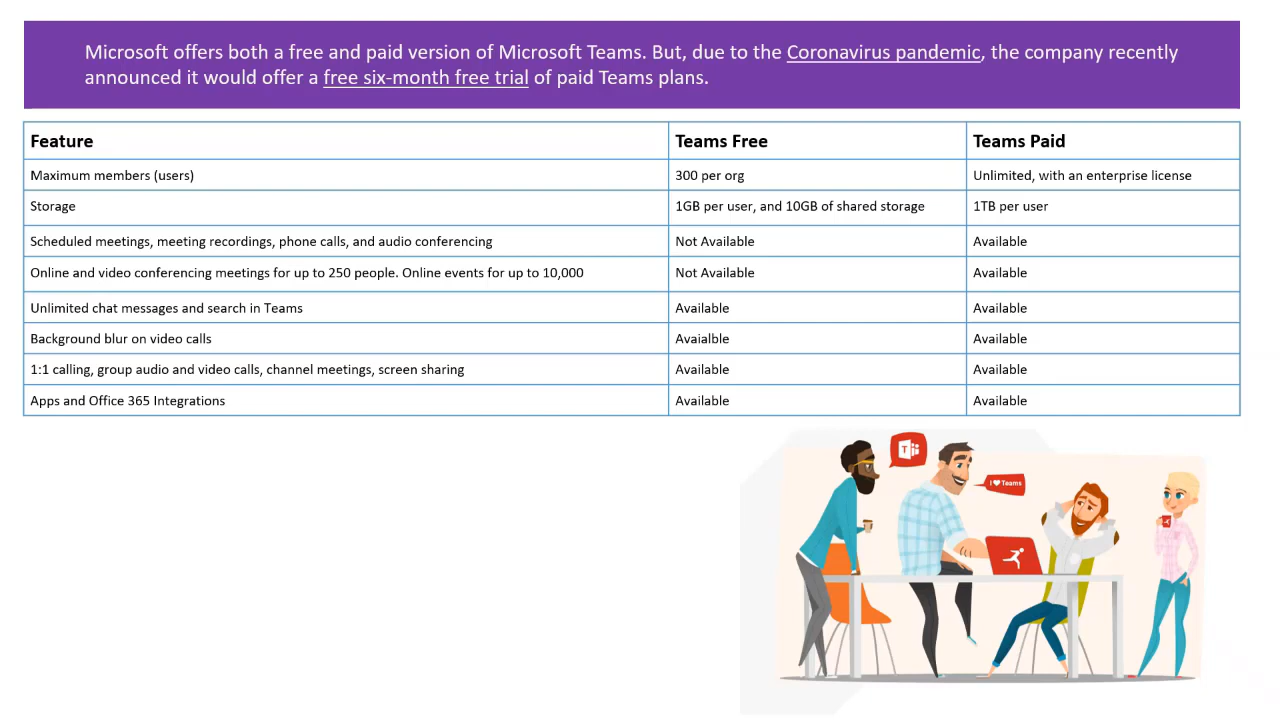 Microsoft offers both a free and paid version of Microsoft Teams. But, due to the Coronavirus pandemic, the company recently
announced it would offer a free six-month free trial of paid Teams plans.
Feature Teams Free Teams Paid
Maximum members (users) 300 per org Unlimited, with an enterprise license
Storage 1GB per user, and 10GB of shared storage 1TB per user
Scheduled meetings, meeting recordings, phone calls, and audio conferencing Not Available Available
Online and video conferencing meetings for up to 250 people. Online events for up to 10,000 Not Available Available
Unlimited chat messages and search in Teams Available Available
Background blur on video calls Avaialble Available
1:1 calling, group audio and video calls, channel meetings, screen sharing Available Available
Apps and Office 365 Integrations Available Available
T
I ❤ Teams